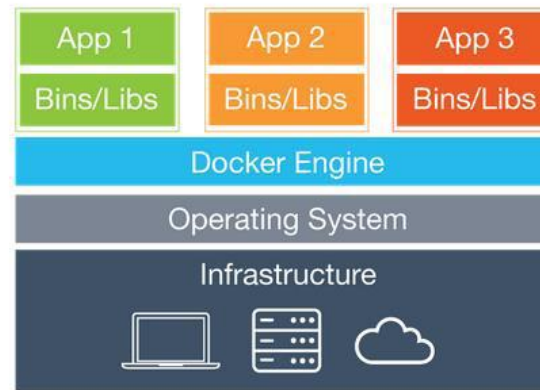 App 1
App 2
App 3
Bins/Libs
Bins/Libs
Bins/Libs
Docker Engine
Operating System
Infrastructure